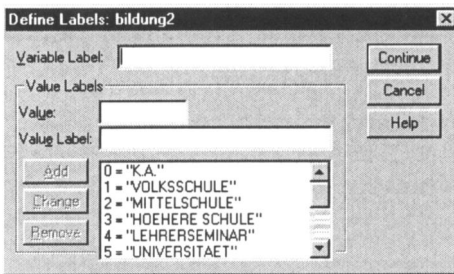 Define Labels: bildung2
Variable Label:
Continue
Value Labels
Cancel
Value:
Help
Value Label:
Add
Change
Remove
0 = "K.A."
1 = "VOLKSSCHULE"
2 = "MITTELSCHULE"
3 = "HOEHERE SCHULE"
4 = "LEHRERSEMINAR"
5 = "UNIVERSITAET"